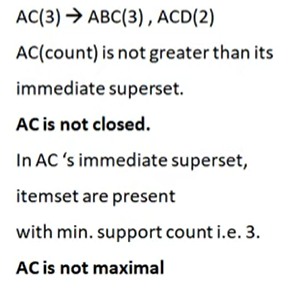 AC(3) → ABC(3) , ACD(2)
AC(count) is not greater than its
immediate superset.
AC is not closed.
In AC ‘s immediate superset,
itemset are present
with min. support count i.e. 3.
AC is not maximal